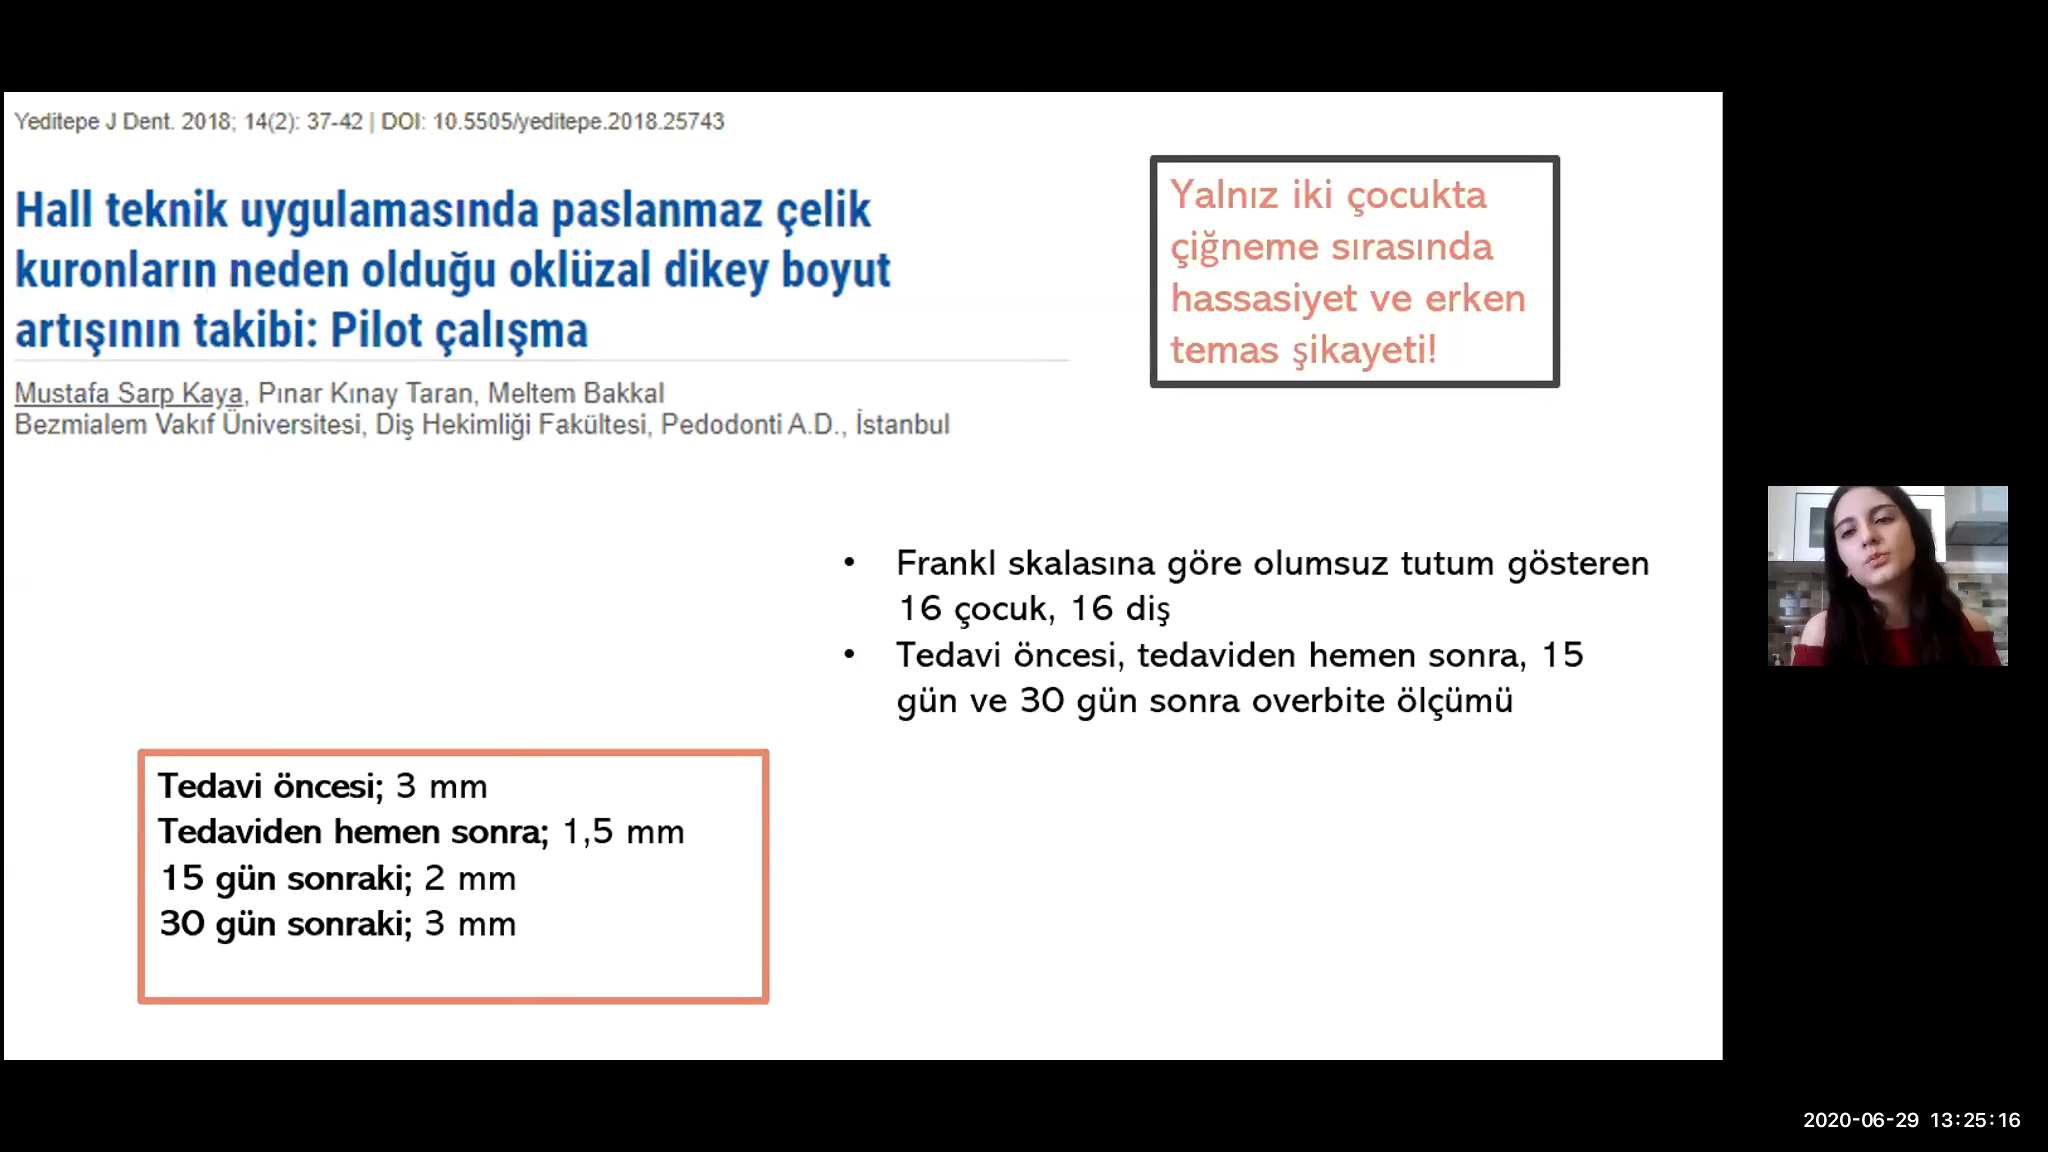 Yeditepe J Dent. 2018; 14(2): 37-42 | DOI: 10.5505/yeditepe.2018.25743
Hall teknik uygulamasında paslanmaz çelik
kuronların neden olduğu oklüzal dikey boyut
artışının takibi: Pilot çalışma
Mustafa Sarp Kaya, Pınar Kınay Taran, Meltem Bakkal
Bezmialem Vakıf Üniversitesi, Diş Hekimliği Fakültesi, Pedodonti A.D., İstanbul
Yalnız iki çocukta
çiğneme sırasında
hassasiyet ve erken
temas şikayeti!
• Frankl skalasına göre olumsuz tutum gösteren
16 çocuk, 16 diş
• Tedavi öncesi, tedaviden hemen sonra, 15
gün ve 30 gün sonra overbite ölçümü
Tedavi öncesi; 3 mm
Tedaviden hemen sonra; 1,5 mm
15 gün sonraki; 2 mm
30 gün sonraki; 3 mm
2020-06-29 13:25:16